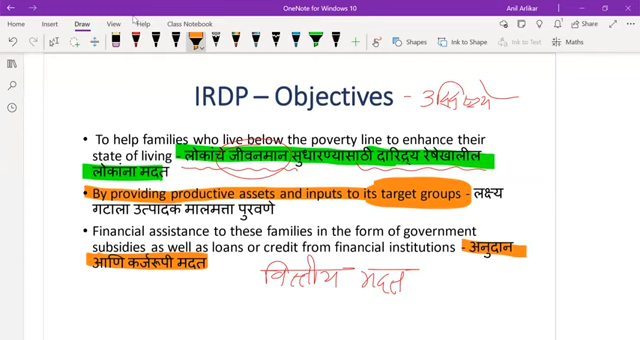 OneNote for Windows 10
Anil Arlikar
Home Insert Draw View Help Class Notebook
Shapes Ink to Shape Ink to Text Maths
IRDP – Objectives - उद्दिष्ट्ये
• To help families who live below the poverty line to enhance their
state of living - लोकांचे जीवनमान सुधारण्यासाठी दारिद्र्य रेषेखालील
लोकांना मदत
• By providing productive assets and inputs to its target groups - लक्ष्य
गटाला उत्पादक मालमत्ता पुरवणे
• Financial assistance to these families in the form of government
subsidies as well as loans or credit from financial institutions - अनुदान
आणि कर्जरूपी मदत
वित्तीय मदत